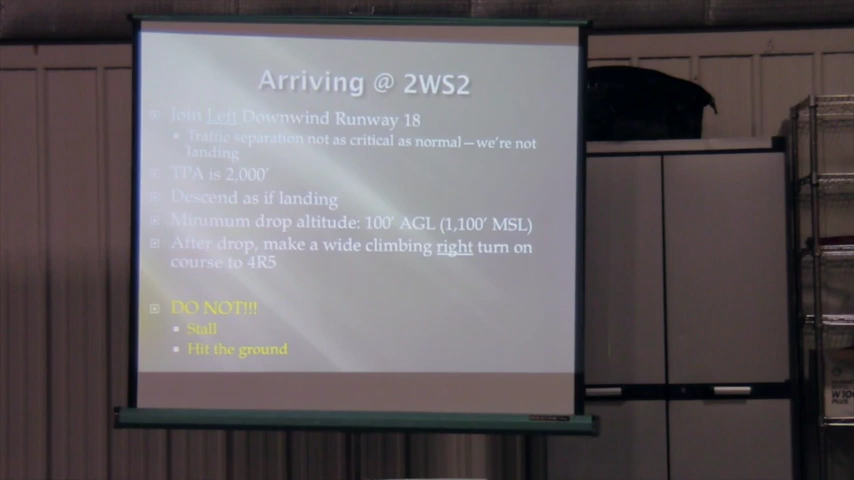 Arriving @ 2WS2
Join Left Downwind Runway 18
Traffic separation not as critical as normal—we're not
landing
TPA is 2,000'
Descend as if landing
Minimum drop altitude: 100' AGL (1,100' MSL)
After drop, make a wide climbing right turn on
course to 4R5
DO NOT!!!
Stall
Hit the ground